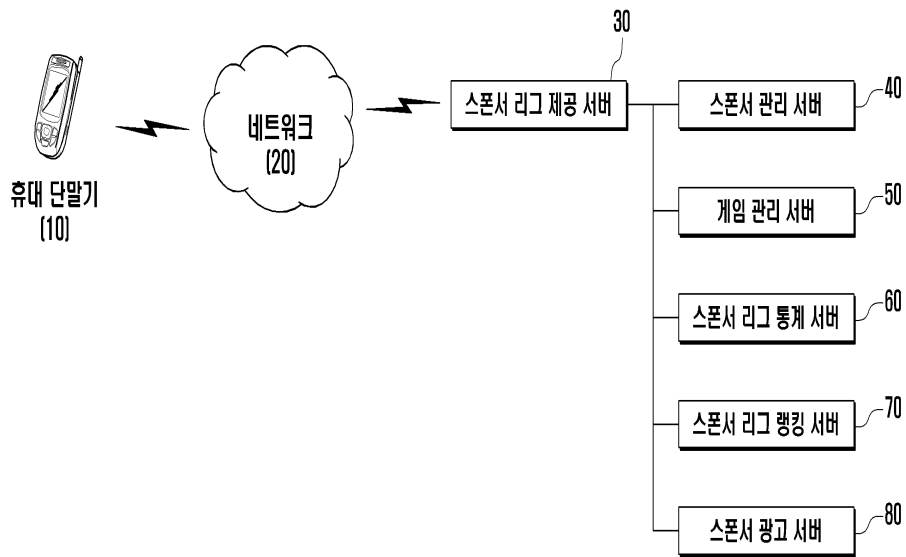 30
스폰서 리그 제공 서버
스폰서 관리 서버
40
네트워크
(20)
휴대 단말기
(10)
게임 관리 서버
50
스폰서 리그 통계 서버
60
스폰서 리그 랭킹 서버
70
스폰서 광고 서버
80